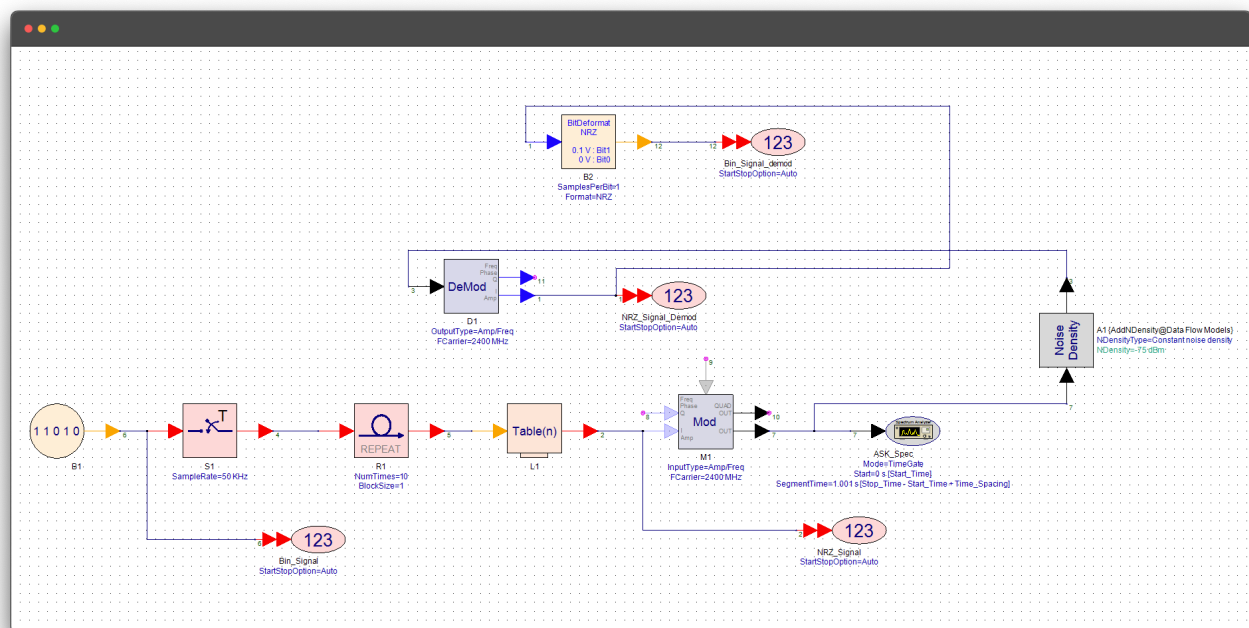 BitDeformat
NRZ
0.1 V : Bit1
0 V : Bit0
1
12
12
123
B2
SamplesPerBit=1
Format=NRZ
Bin_Signal_demod
StartStopOption=Auto
Freq
Phase
Q
I
Amp
DeMod
3
11
1
123
D1
OutputType=Amp/Freq
FCarrier=2400 MHz
NRZ_Signal_Demod
StartStopOption=Auto
3
Noise
Density
A1 {AddNDensity@Data Flow Models}
NDensityType=Constant noise density
NDensity=-75 dBm
7
9
1 1 0 1 0
6
B1
T
S1
SampleRate=50 KHz
4
REPEAT
R1
NumTimes=10
BlockSize=1
5
Table(n)
L1
2
8
Freq
Phase
Q
I
Amp
Mod
QUAD
OUT
OUT
10
7
M1
InputType=Amp/Freq
FCarrier=2400 MHz
7
Spectrum Analyzer
ASK_Spec
Mode=TimeGate
Start=0 s [Start_Time]
SegmentTime=1.001 s [Stop_Time - Start_Time + Time_Spacing]
6
123
Bin_Signal
StartStopOption=Auto
2
123
NRZ_Signal
StartStopOption=Auto